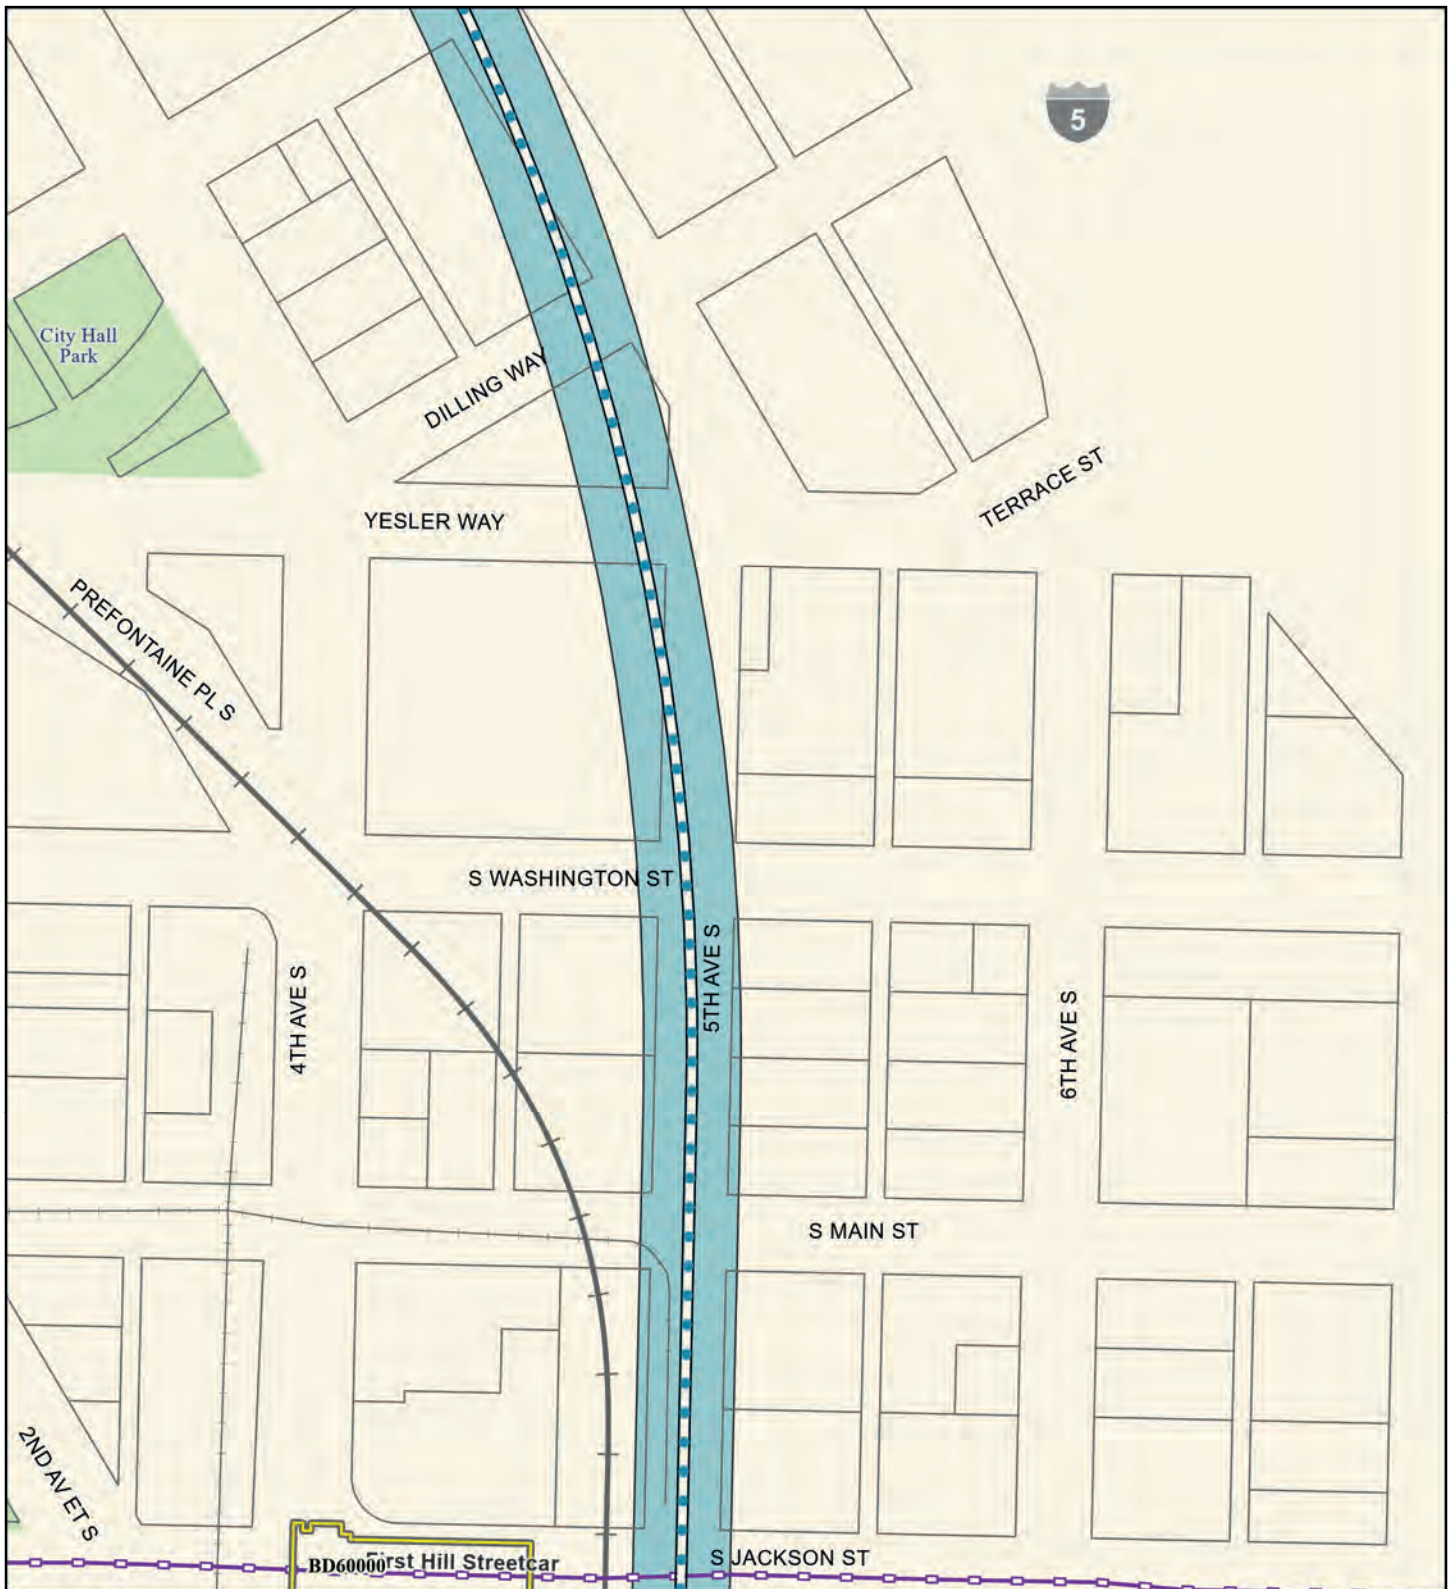 5
City Hall
Park
DILLING WAY
TERRACE ST
YESLER WAY
PREFONTAINE PL S
S WASHINGTON ST
5TH AVE S
4TH AVE S
6TH AVE S
S MAIN ST
2ND AV ET S
BD60000
First Hill Streetcar
S JACKSON ST